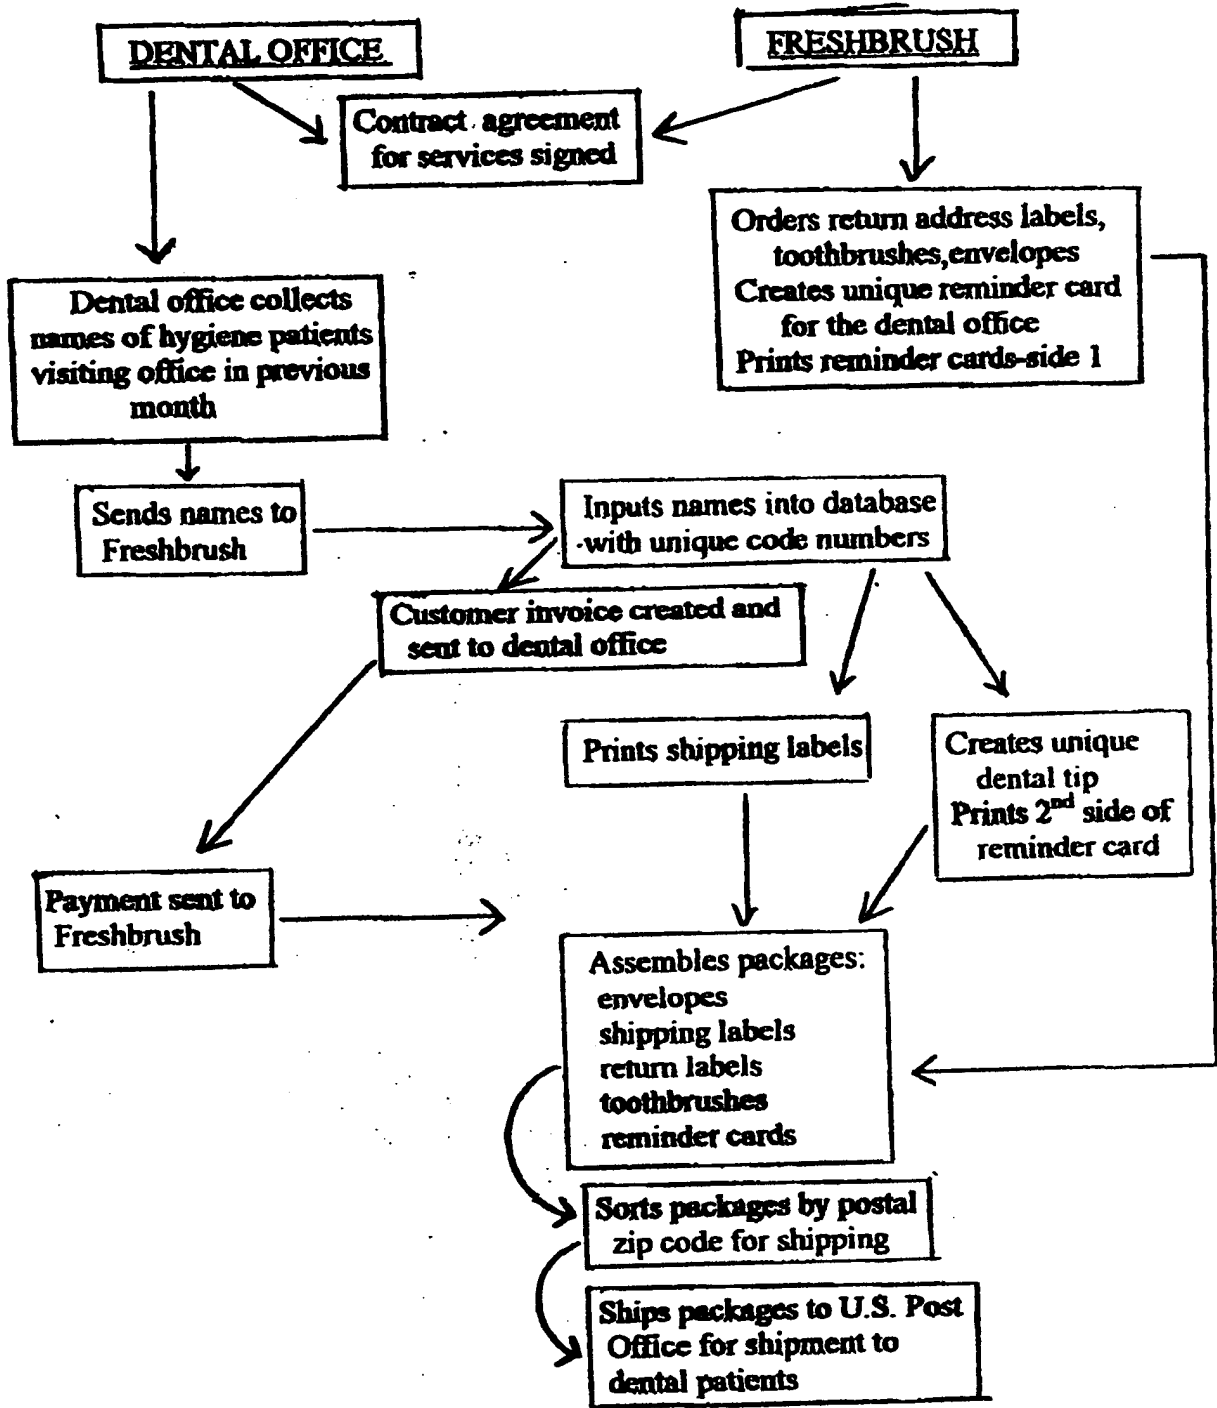 DENTAL OFFICE
FRESHBRUSH
Contract agreement
for services signed
Orders return address labels,
toothbrushes, envelopes
Creates unique reminder card
for the dental office
Prints reminder cards-side 1
Dental office collects
names of hygiene patients
visiting office in previous
month
Sends names to
Freshbrush
Inputs names into database
with unique code numbers
Customer invoice created and
sent to dental office
Prints shipping labels
Creates unique
dental tip
Prints 2nd side of
reminder card
Payment sent to
Freshbrush
Assembles packages:
envelopes
shipping labels
return labels
toothbrushes
reminder cards
Sorts packages by postal
zip code for shipping
Ships packages to U.S. Post
Office for shipment to
dental patients